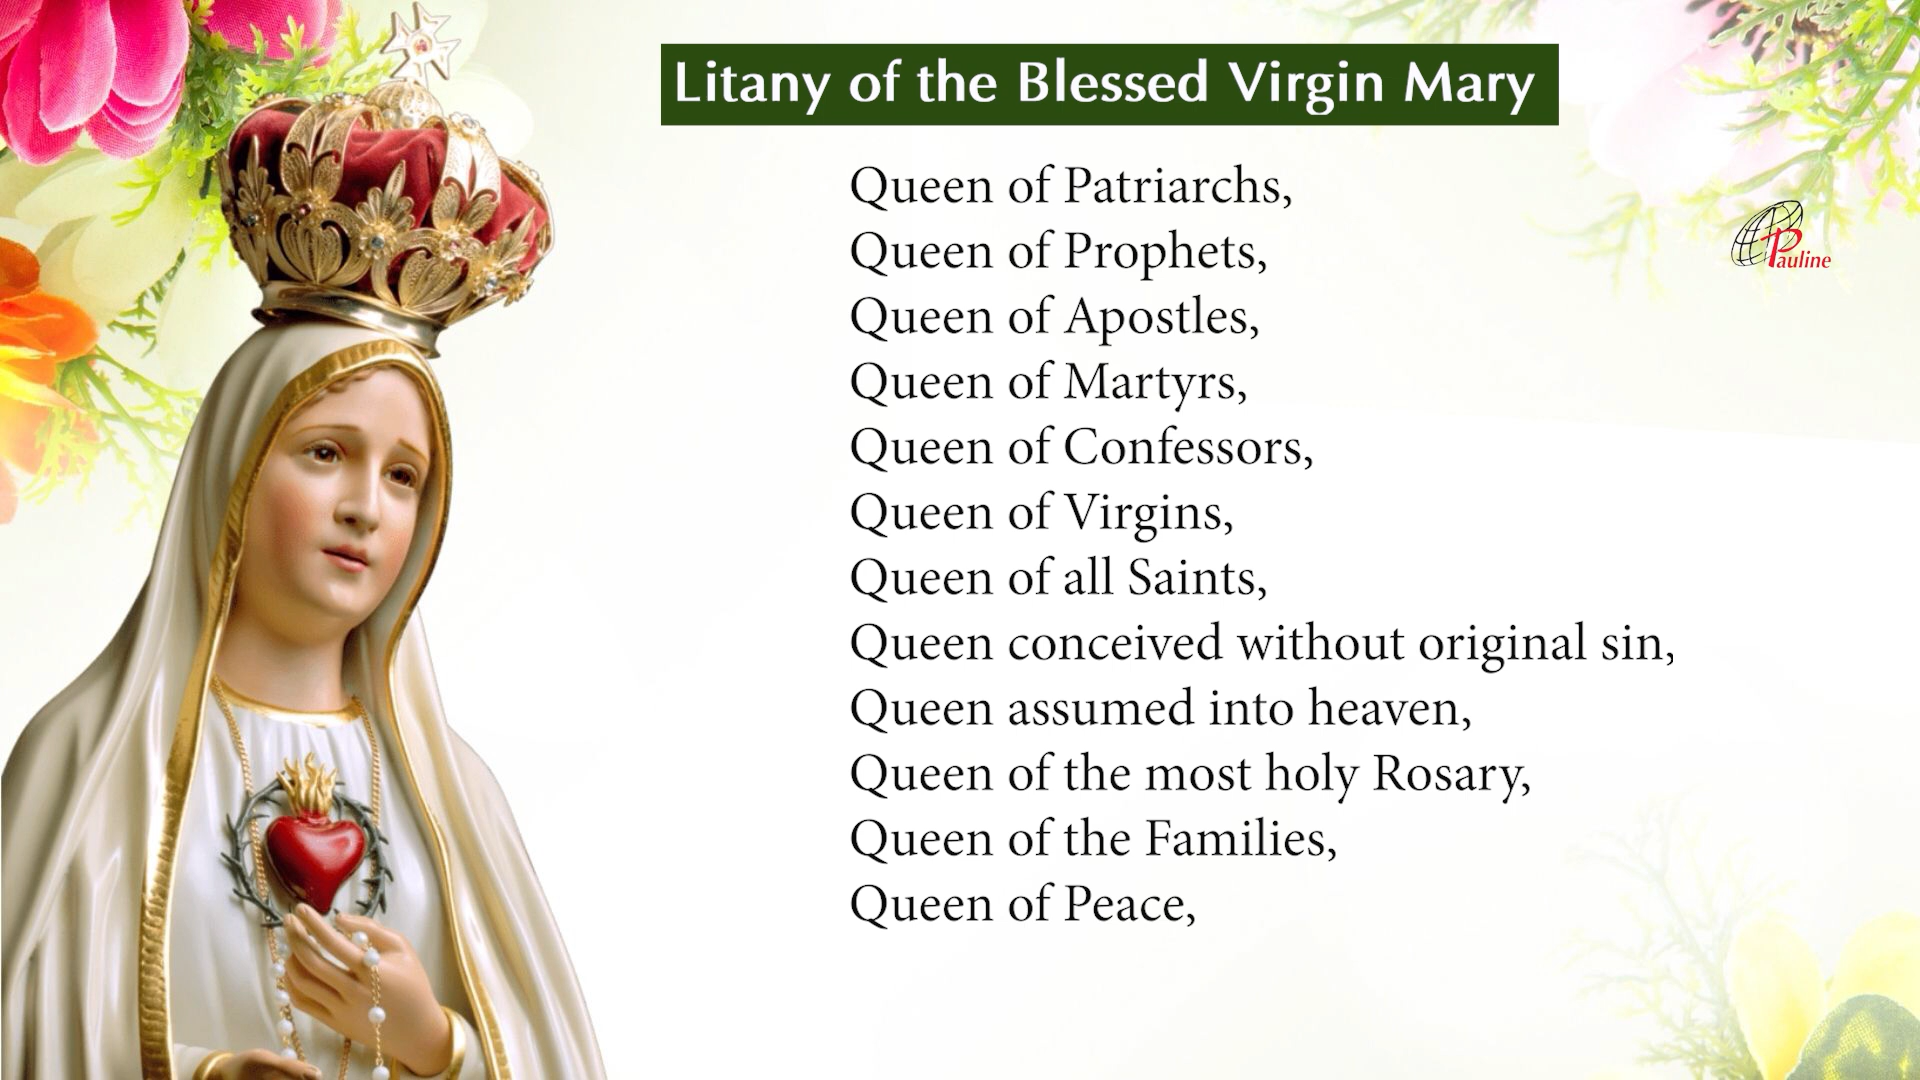 Litany of the Blessed Virgin Mary
Queen of Patriarchs,
Queen of Prophets,
Queen of Apostles,
Queen of Martyrs,
Queen of Confessors,
Queen of Virgins,
Queen of all Saints,
Queen conceived without original sin,
Queen assumed into heaven,
Queen of the most holy Rosary,
Queen of the Families,
Queen of Peace,
Pauline